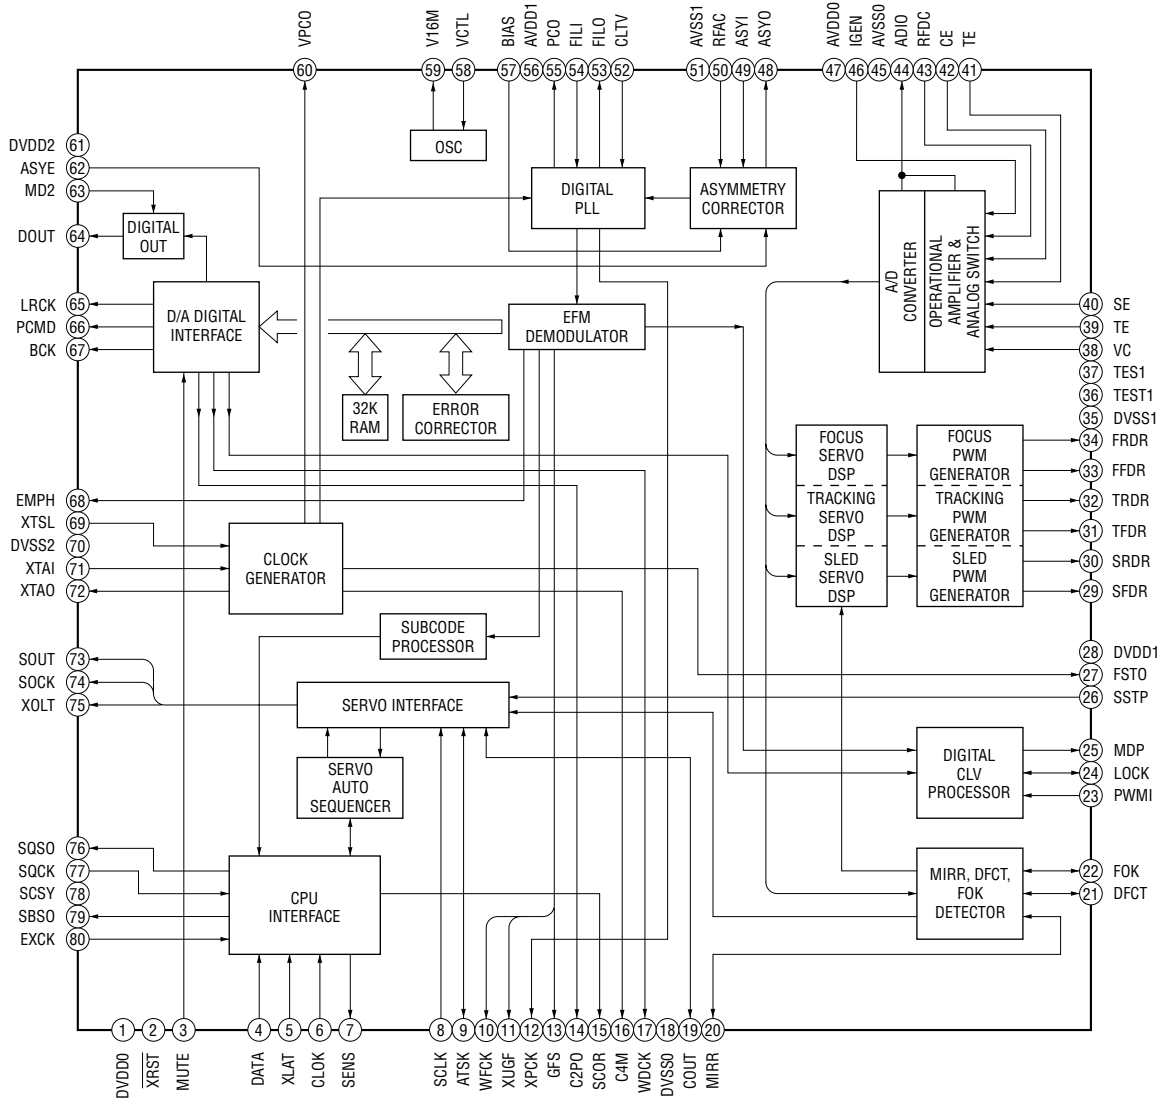 VPCO
V16M
VCTL
BIAS
AVDD1
PCO
FILI
FILO
CLTV
AVSS1
RFAC
ASYI
ASYO
AVDD0
IGEN
AVSS0
ADIO
RFDC
CE
TE
60
59
58
57
56
55
54
53
52
51
50
49
48
47
46
45
44
43
42
41
DVDD2 61
ASYE 62
MD2 63
DOUT 64
LRCK 65
PCMD 66
BCK 67
EMPH 68
XTSL 69
DVSS2 70
XTAI 71
XTAO 72
SOUT 73
SOCK 74
XOLT 75
SQSO 76
SQCK 77
SCSY 78
SBSO 79
EXCK 80
OSC
DIGITAL
PLL
ASYMMETRY
CORRECTOR
DIGITAL
OUT
D/A DIGITAL
INTERFACE
EFM
DEMODULATOR
32K
RAM
ERROR
CORRECTOR
A/D
CONVERTER
OPERATIONAL
AMPLIFIER &
ANALOG SWITCH
FOCUS
SERVO
DSP
TRACKING
SERVO
DSP
SLED
SERVO
DSP
FOCUS
PWM
GENERATOR
TRACKING
PWM
GENERATOR
SLED
PWM
GENERATOR
CLOCK
GENERATOR
SUBCODE
PROCESSOR
SERVO INTERFACE
SERVO
AUTO
SEQUENCER
CPU
INTERFACE
DIGITAL
CLV
PROCESSOR
MIRR, DFCT,
FOK
DETECTOR
40 SE
39 TE
38 VC
37 TES1
36 TEST1
35 DVSS1
34 FRDR
33 FFDR
32 TRDR
31 TFDR
30 SRDR
29 SFDR
28 DVDD1
27 FSTO
26 SSTP
25 MDP
24 LOCK
23 PWMI
22 FOK
21 DFCT
1
2
3
4
5
6
7
8
9
10
11
12
13
14
15
16
17
18
19
20
DVDD0
XRST
MUTE
DATA
XLAT
CLOK
SENS
SCLK
ATSK
WFCK
XUGF
XPCK
GFS
C2PO
SCOR
C4M
WDCK
DVSS0
COUT
MIRR